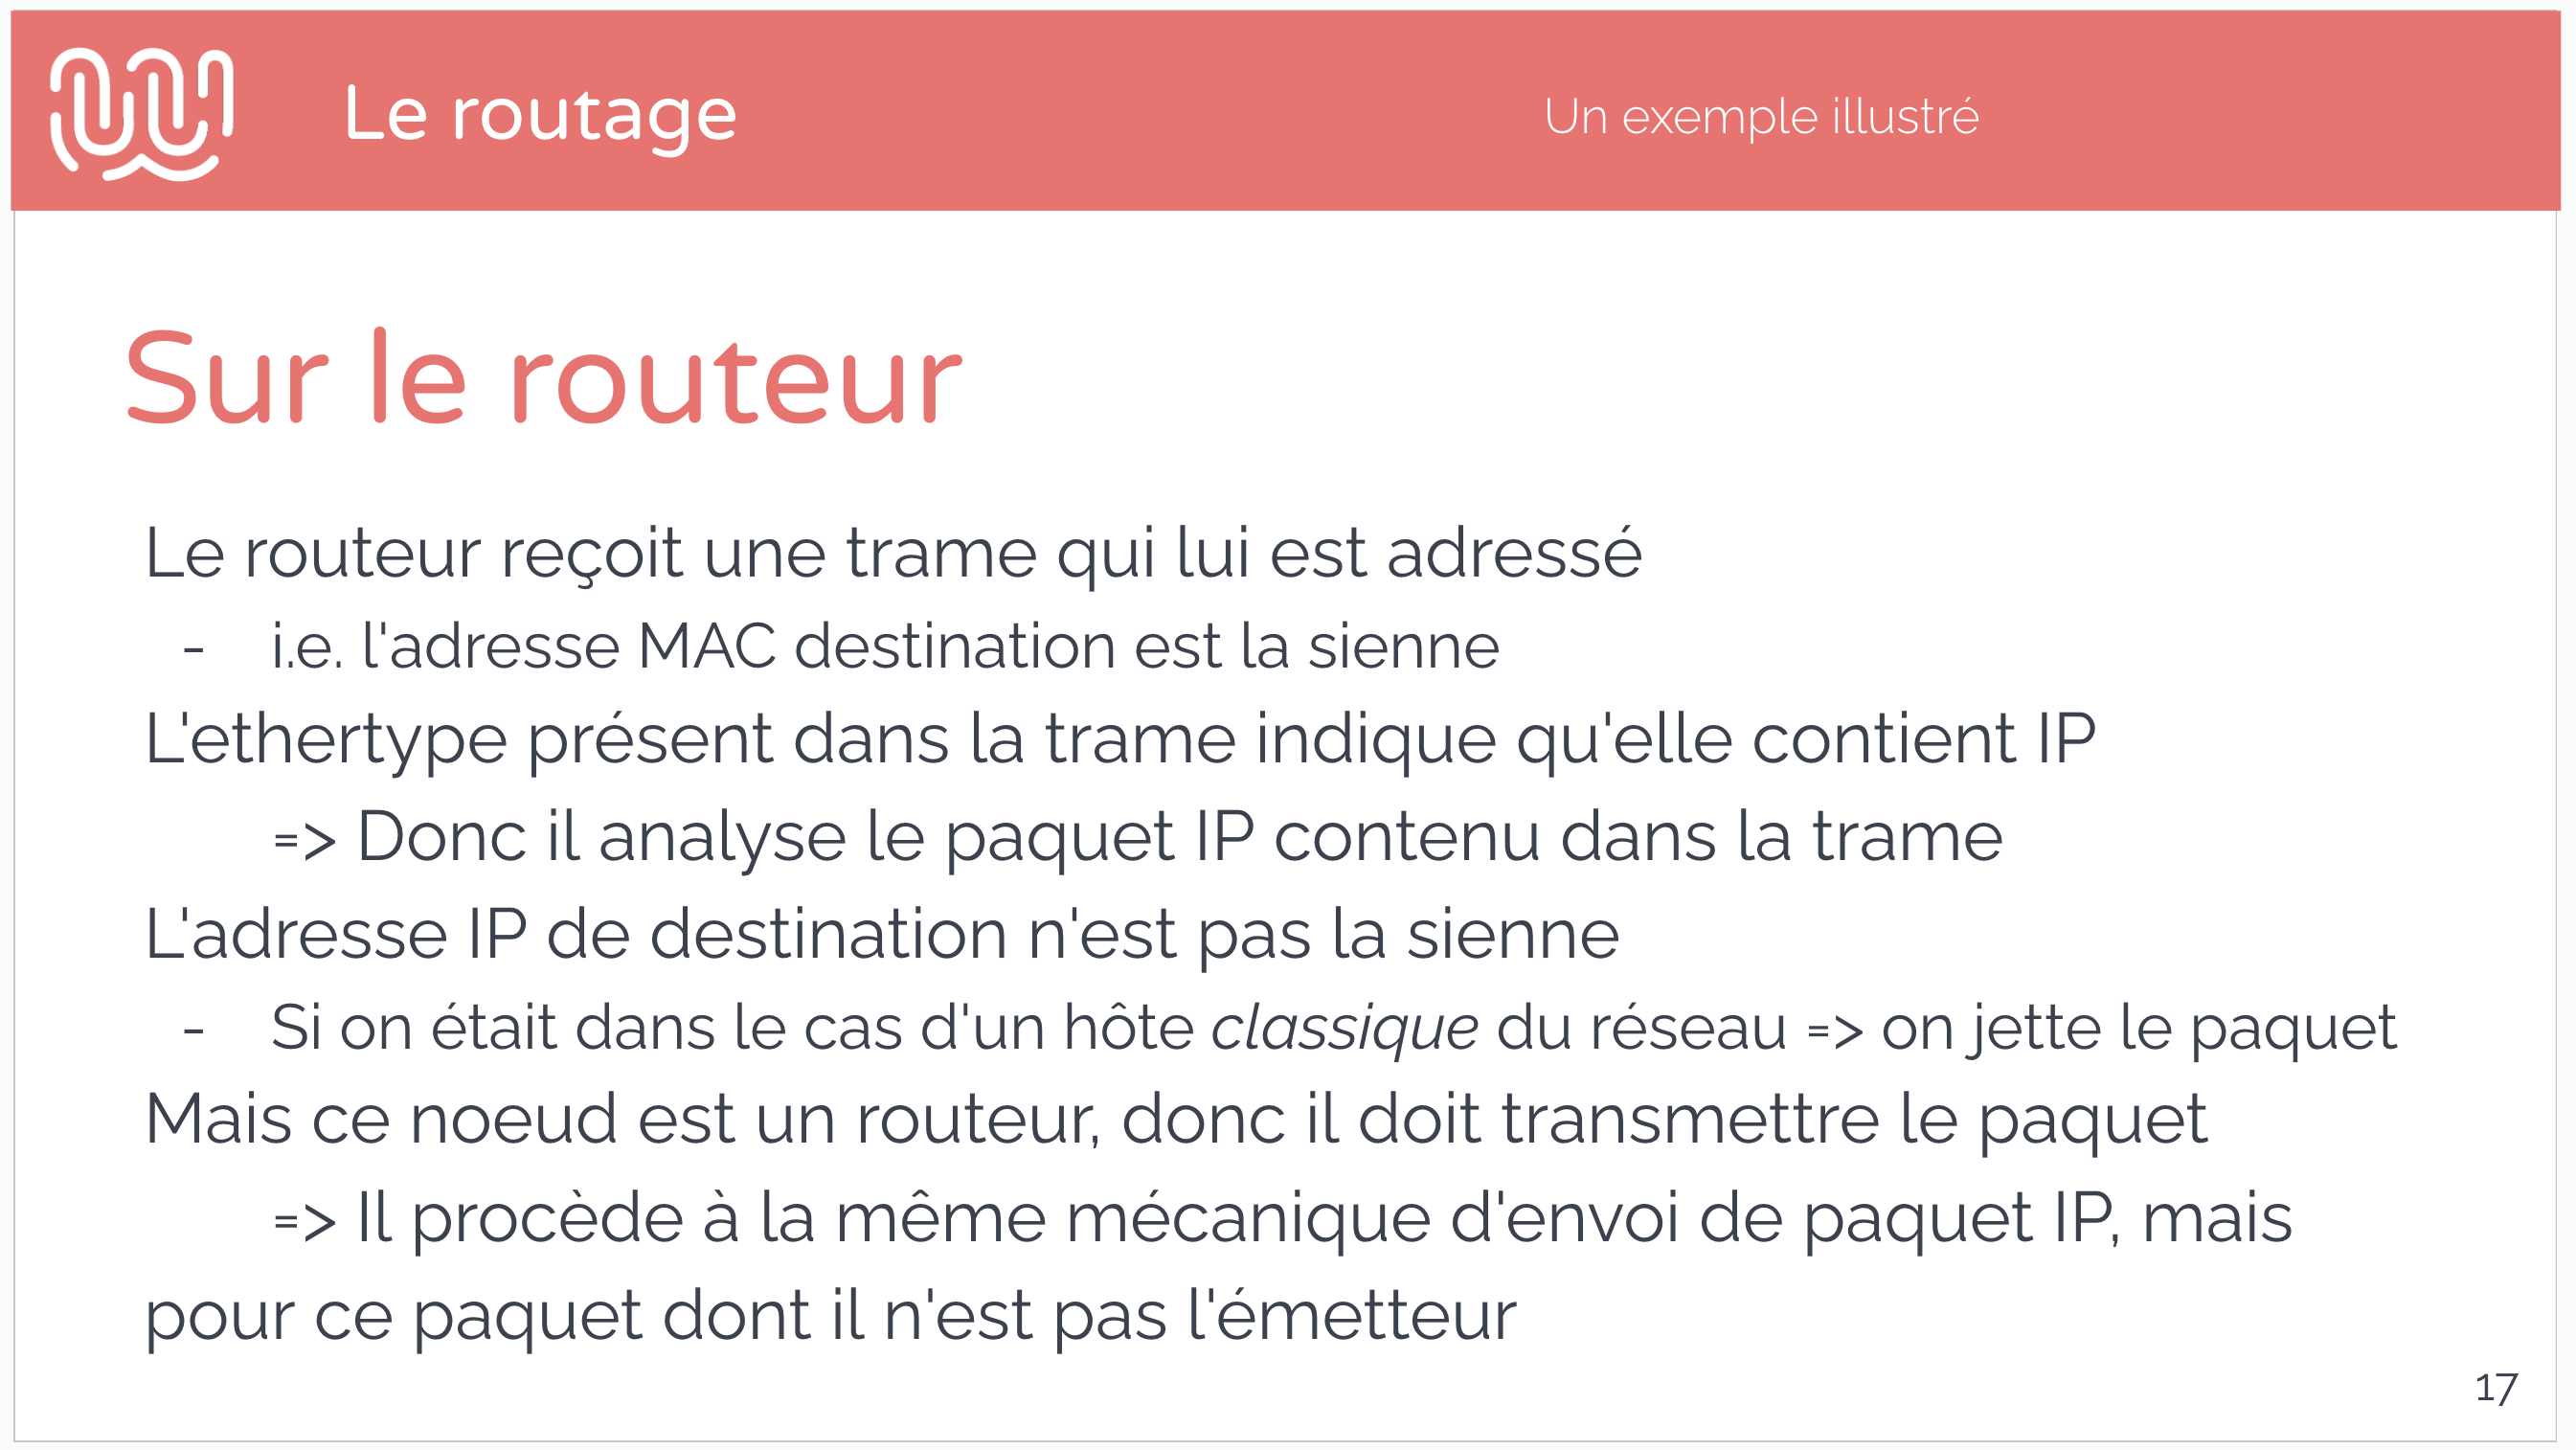 Le routage
Un exemple illustré
Sur le routeur
Le routeur reçoit une trame qui lui est adressé
- i.e. l'adresse MAC destination est la sienne
L'ethertype présent dans la trame indique qu'elle contient IP
=> Donc il analyse le paquet IP contenu dans la trame
L'adresse IP de destination n'est pas la sienne
- Si on était dans le cas d'un hôte classique du réseau => on jette le paquet
Mais ce noeud est un routeur, donc il doit transmettre le paquet
=> Il procède à la même mécanique d'envoi de paquet IP, mais
pour ce paquet dont il n'est pas l'émetteur
17